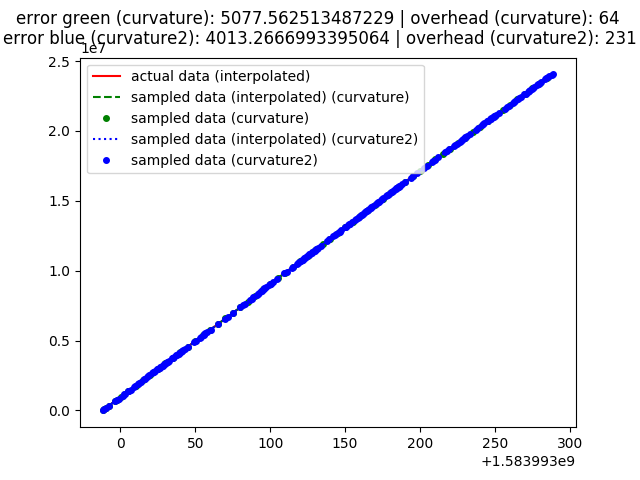 error green (curvature): 5077.562513487229 | overhead (curvature): 64
error blue (curvature2): 4013.2666993395064 | overhead (curvature2): 231
1e7
2.5
2.0
1.5
1.0
0.5
0.0
actual data (interpolated)
sampled data (interpolated) (curvature)
sampled data (curvature)
sampled data (interpolated) (curvature2)
sampled data (curvature2)
0 50 100 150 200 250 300
+1.583993e9